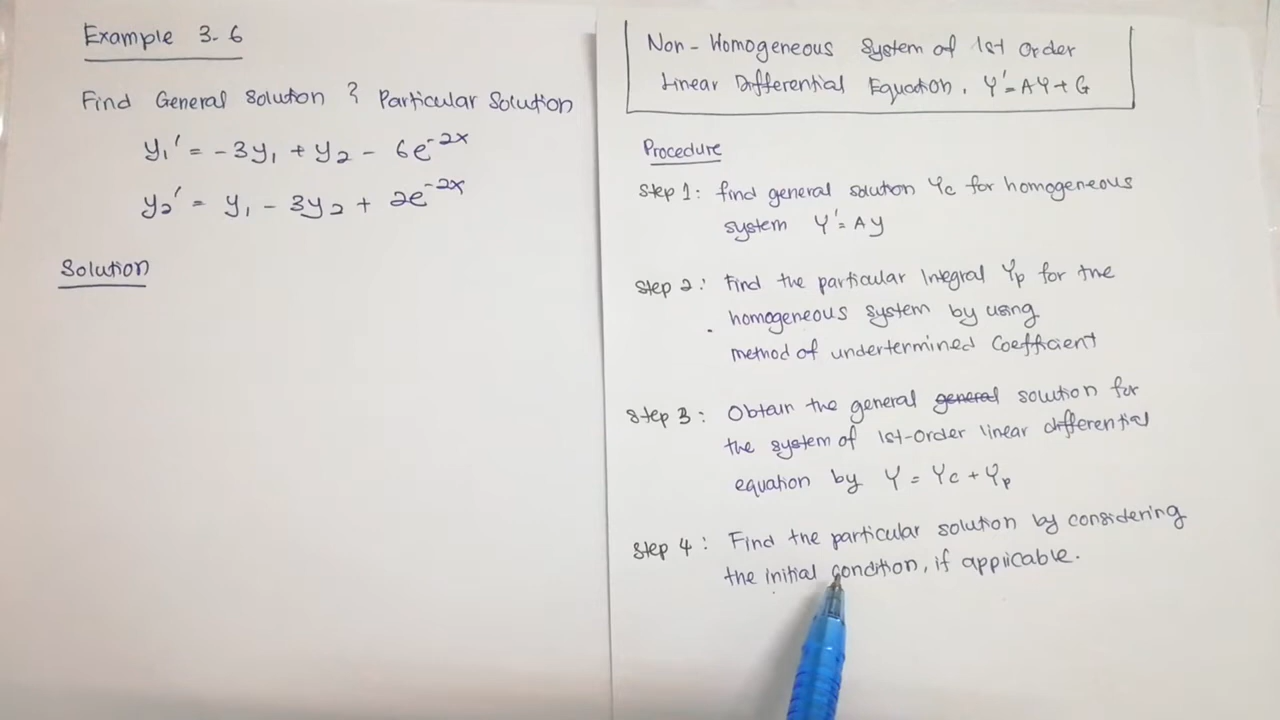 Example 3.6
Find General Solution & Particular Solution
y₁' = -3y₁ + y₂ - 6e⁻²ˣ
y₂' = y₁ - 3y₂ + 2e⁻²ˣ
Solution
Non-Homogeneous System of 1st Order
Linear Differential Equation, Y' = AY + G
Procedure
Step 1: find general solution Yc for homogeneous
system Y' = Ay
Step 2: Find the particular Integral Yp for the
homogeneous system by using
method of undertermined Coefficient
Step 3: Obtain the general general solution for
the system of 1st-order linear differential
equation by Y = Yc + Yp
Step 4: Find the particular solution by considering
the initial condition, if applicable.